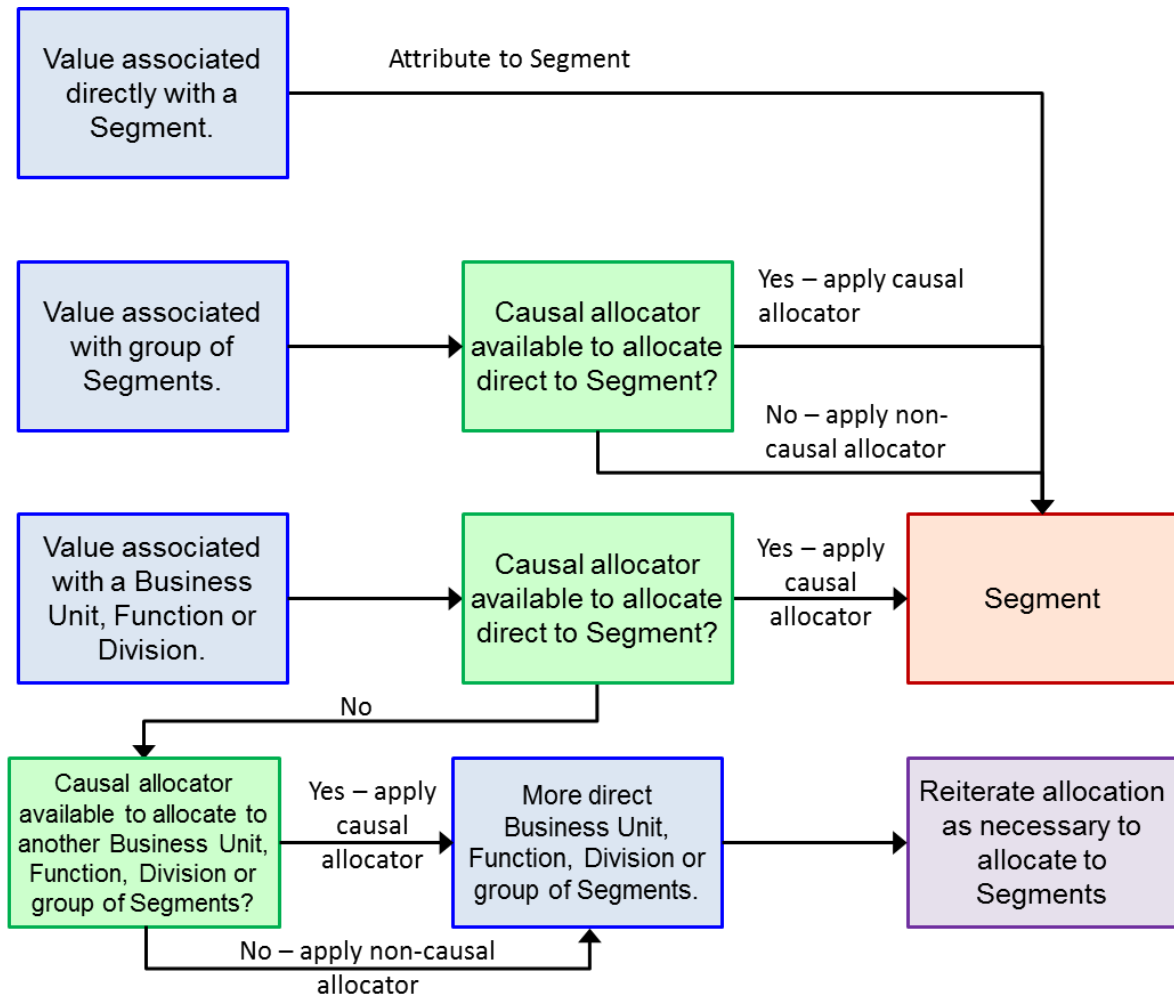 Value associated
directly with a
Segment.
Attribute to Segment
Value associated
with group of
Segments.
Causal allocator
available to allocate
direct to Segment?
Yes – apply causal
allocator
No – apply non-
causal allocator
Value associated
with a Business
Unit, Function or
Division.
Causal allocator
available to allocate
direct to Segment?
Yes – apply
causal
allocator
Segment
No
Causal allocator
available to allocate to
another Business Unit,
Function, Division or
group of Segments?
Yes – apply
causal
allocator
More direct
Business Unit,
Function, Division or
group of Segments.
Reiterate allocation
as necessary to
allocate to
Segments
No – apply non-causal
allocator